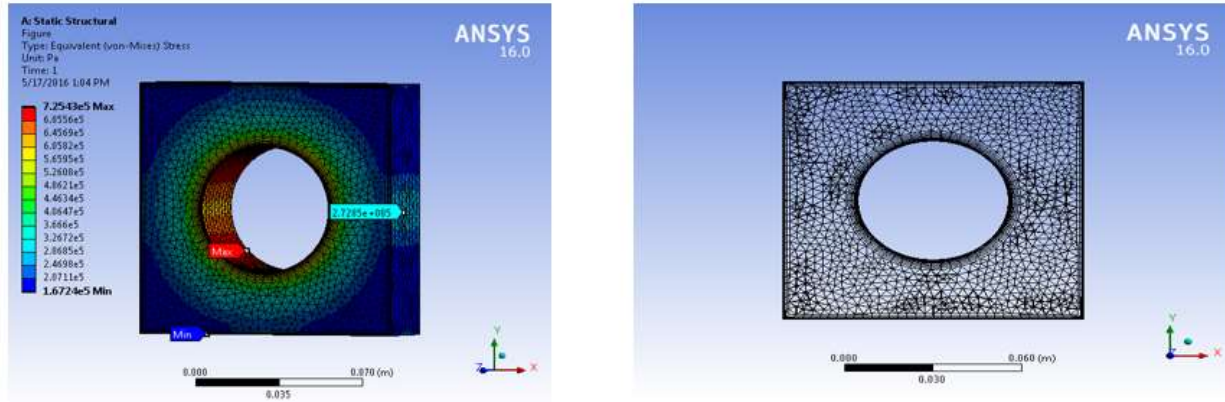 A: Static Structural
Figure
Type: Equivalent (von-Mises) Stress
Unit: Pa
Time: 1
5/17/2016 1:04 PM
7.2543e5 Max
6.8556e5
6.4569e5
6.0582e5
5.6595e5
5.2608e5
4.8621e5
4.4634e5
4.0647e5
3.666e5
3.2672e5
2.8685e5
2.4698e5
2.0711e5
1.6724e5 Min
ANSYS
16.0
2.7285e+005
Max
Min
0.000
0.070 (m)
0.035
Y
Z
X
ANSYS
16.0
0.000
0.060 (m)
0.030
Y
Z
X